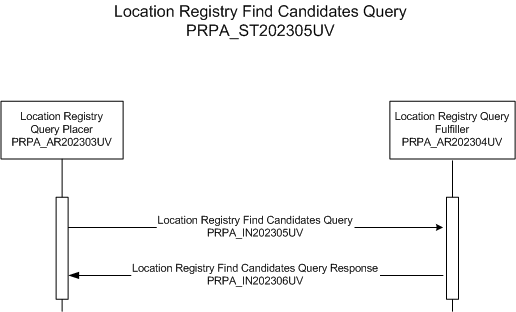 Location Registry Find Candidates Query
PRPA_ST202305UV
Location Registry
Query Placer
PRPA_AR202303UV
Location Registry Query
Fulfiller
PRPA_AR202304UV
Location Registry Find Candidates Query
PRPA_IN202305UV
Location Registry Find Candidates Query Response
PRPA_IN202306UV